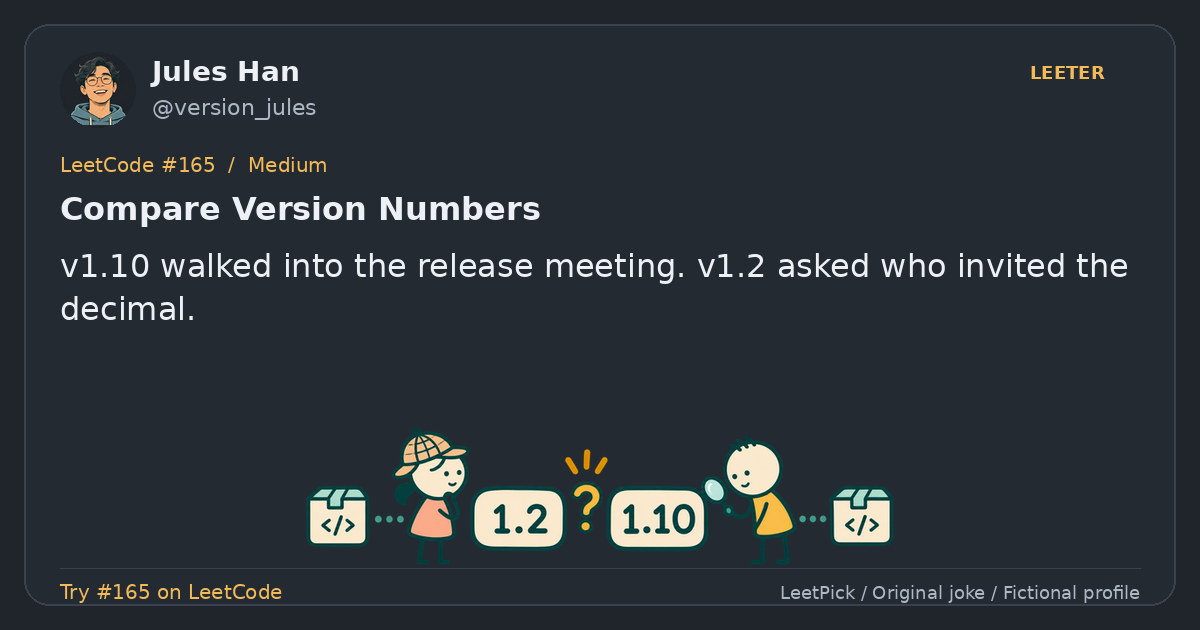 Jules Han
@version_jules
LEETER
LeetCode #165 / Medium
Compare Version Numbers
v1.10 walked into the release meeting. v1.2 asked who invited the
decimal.
</> 1.2 ? 1.10 </>
Try #165 on LeetCode
LeetPick / Original joke / Fictional profile